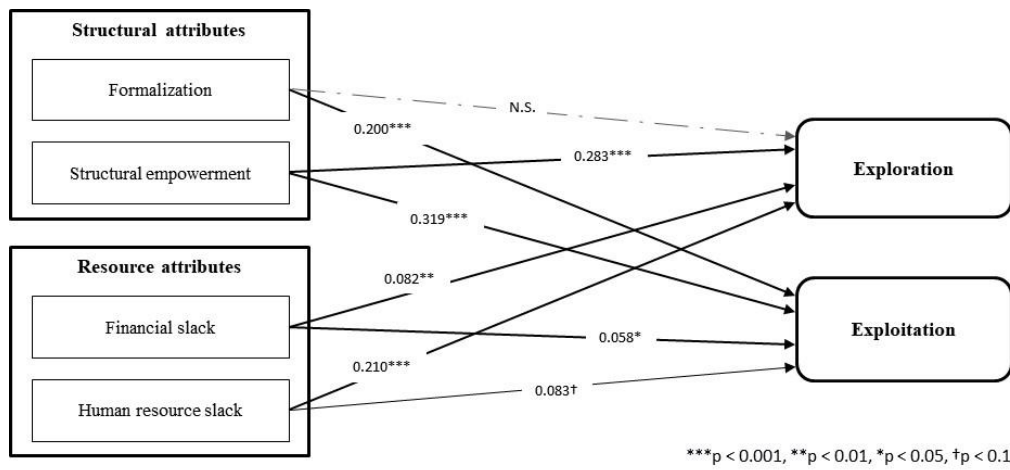 Structural attributes
Formalization
N.S.
0.200***
Structural empowerment
0.283***
Exploration
0.319***
Resource attributes
0.082**
Financial slack
0.058*
Exploitation
0.210***
Human resource slack
0.083†
***p < 0.001, **p < 0.01, *p < 0.05, †p < 0.1